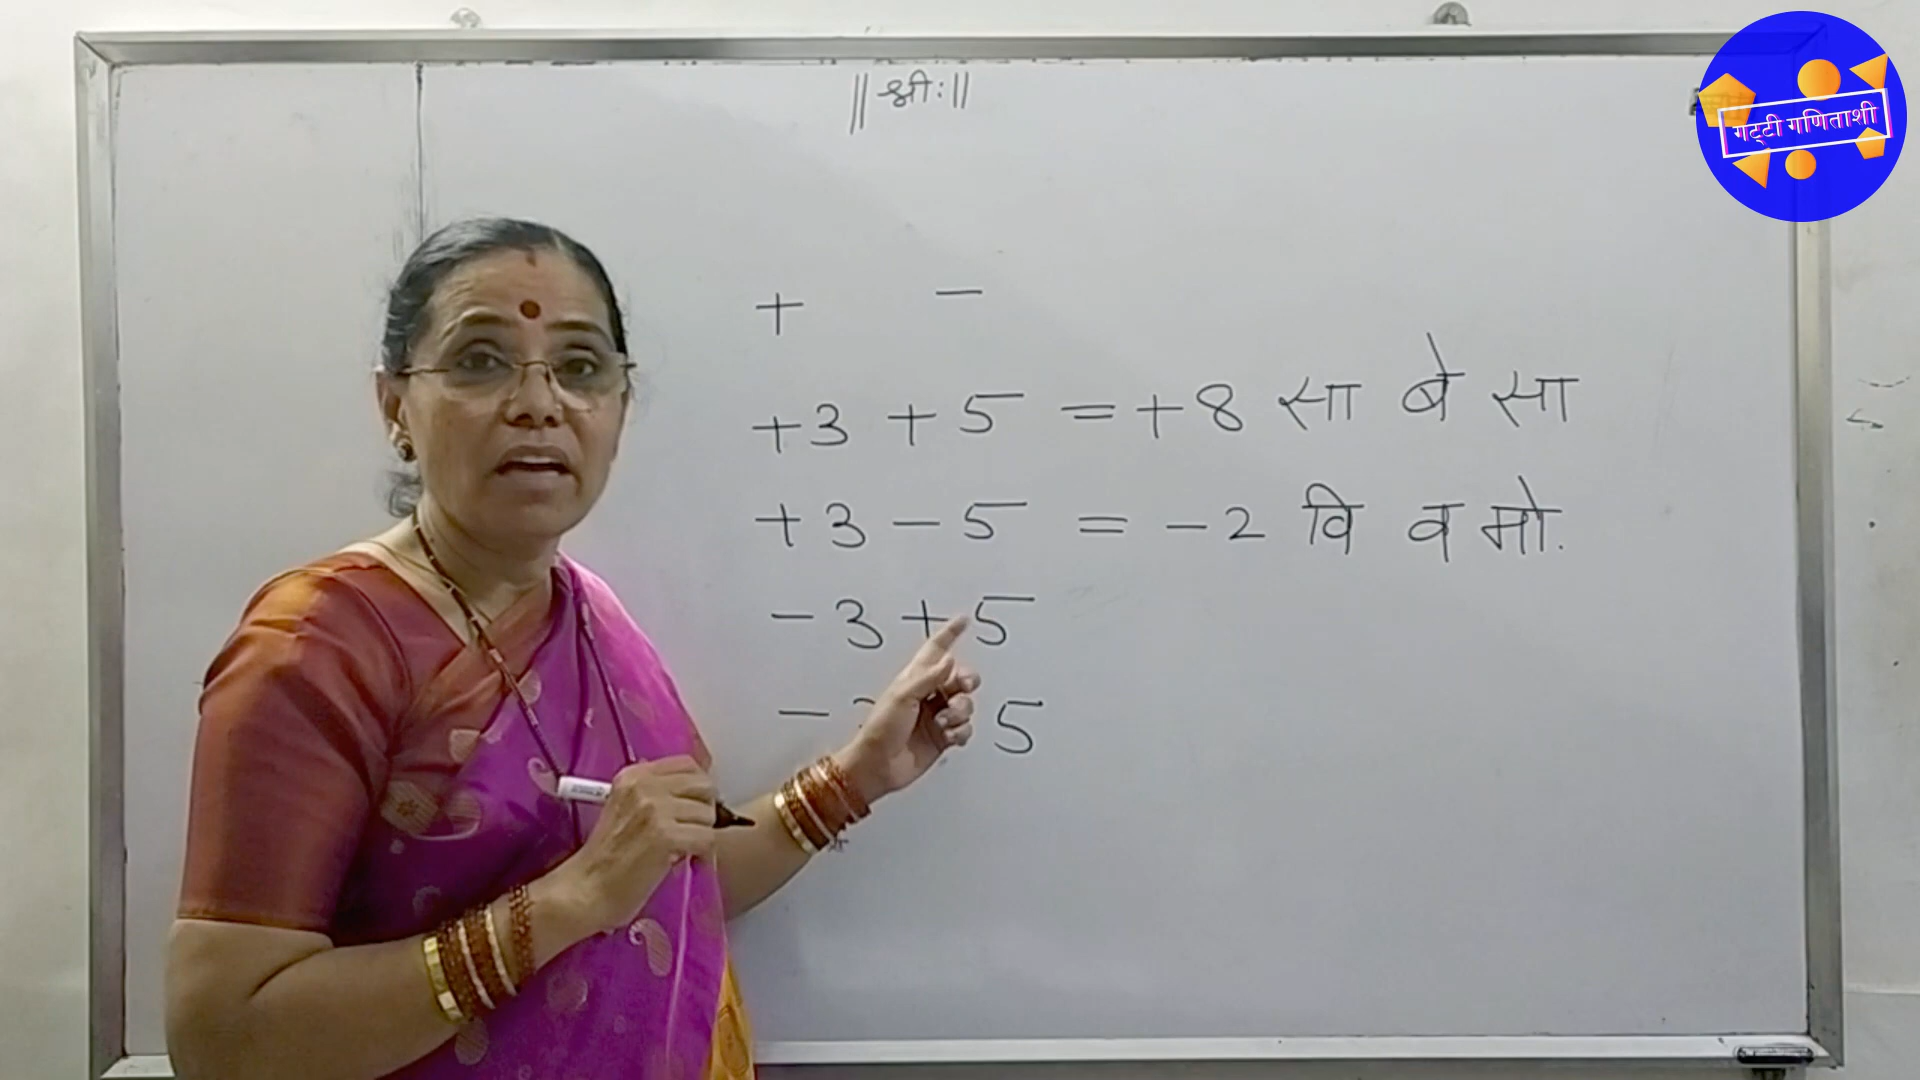 ॥ श्रीः ॥
गट्टी गणिताशी
+ -
+3 +5 = +8 सा बे सा
+3 -5 = -2 वि व मो.
-3 +5
- 5